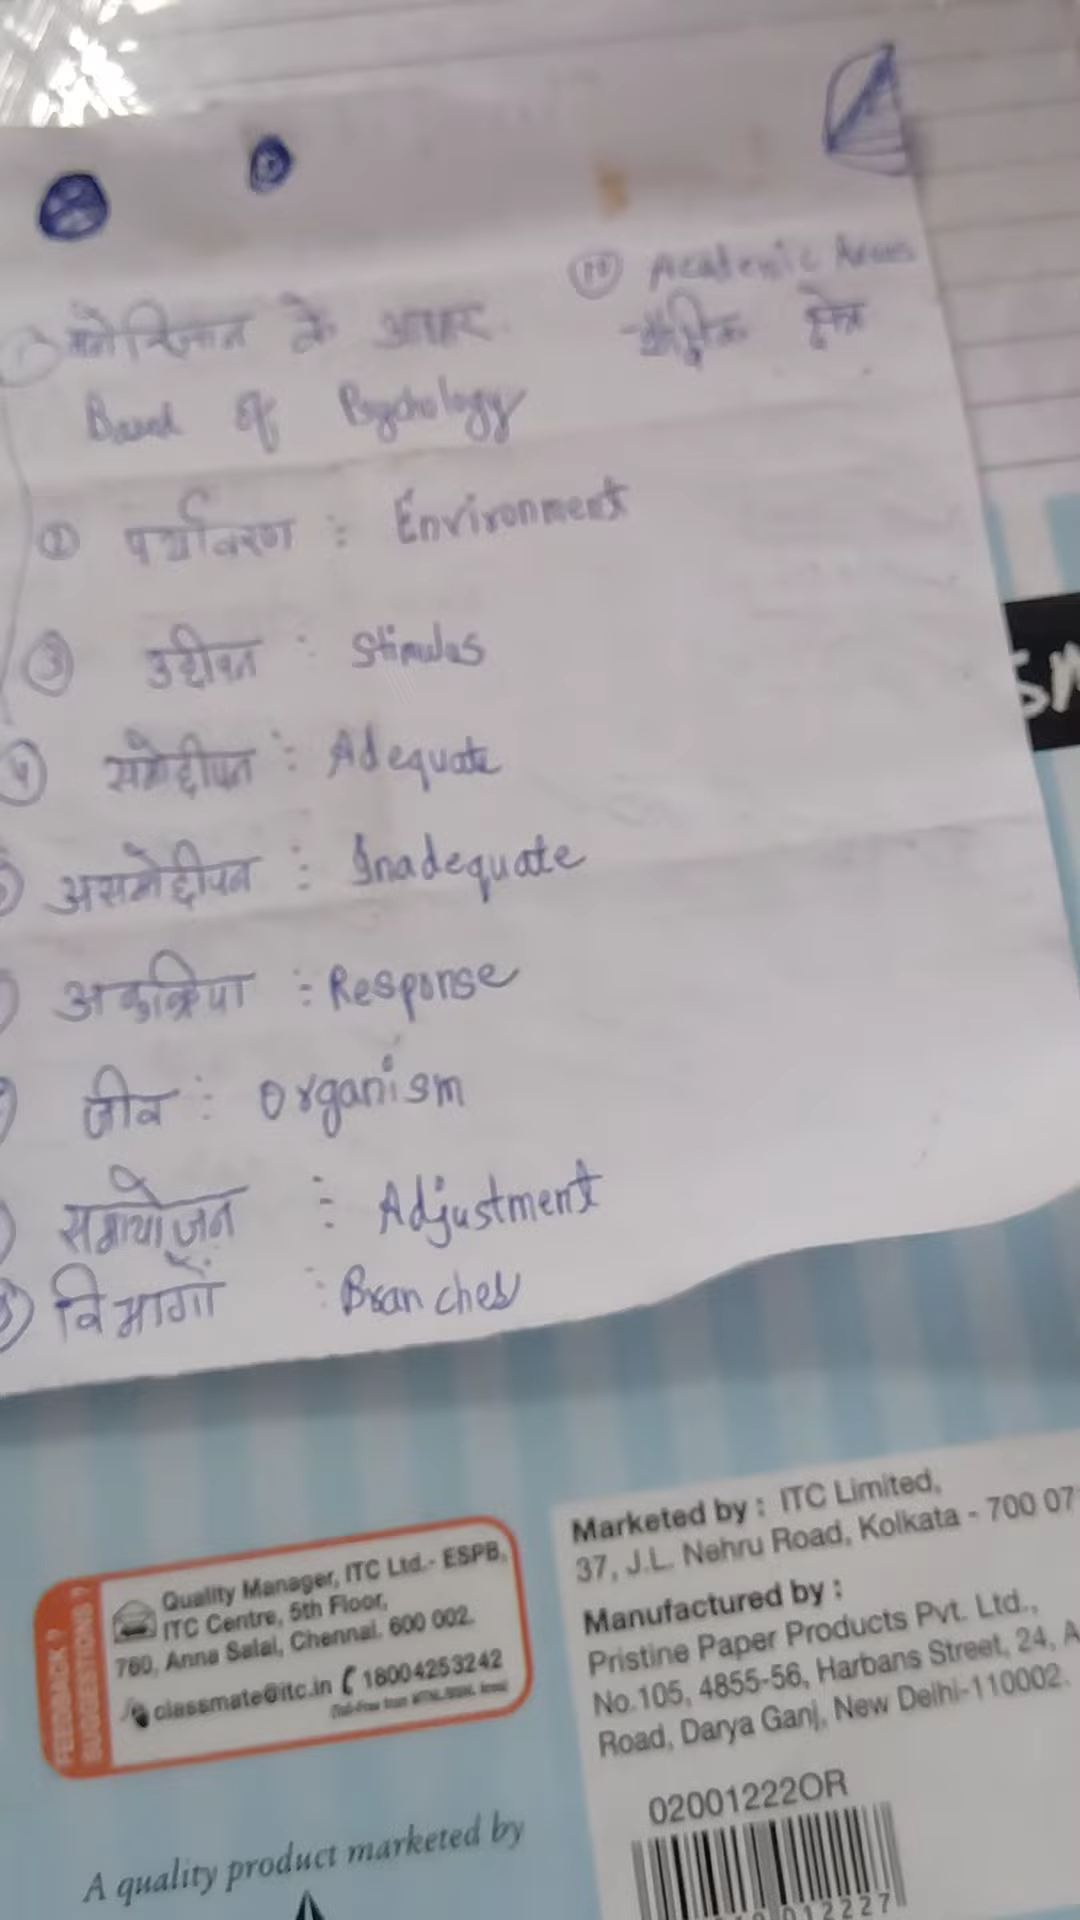 मनोविज्ञान के आधार
Based of Psychology
⑩ Academic Areas
शैक्षिक क्षेत्र
② पर्यावरण : Environment
③ उद्दीपन : Stimulus
4 समोद्दीपन : Adequate
असमोद्दीपन : Inadequate
अनुक्रिया : Response
जीव : Organism
समायोजन : Adjustment
विभागों : Branches
FEEDBACK ?
SUGGESTIONS ?
Quality Manager, ITC Ltd.- ESPB,
ITC Centre, 5th Floor,
760, Anna Salai, Chennai. 600 002.
classmate@itc.in 18004253242
Marketed by : ITC Limited,
37, J.L. Nehru Road, Kolkata - 700 07
Manufactured by :
Pristine Paper Products Pvt. Ltd.,
No.105, 4855-56, Harbans Street, 24, A
Road, Darya Ganj, New Delhi-110002.
02001222OR
A quality product marketed by